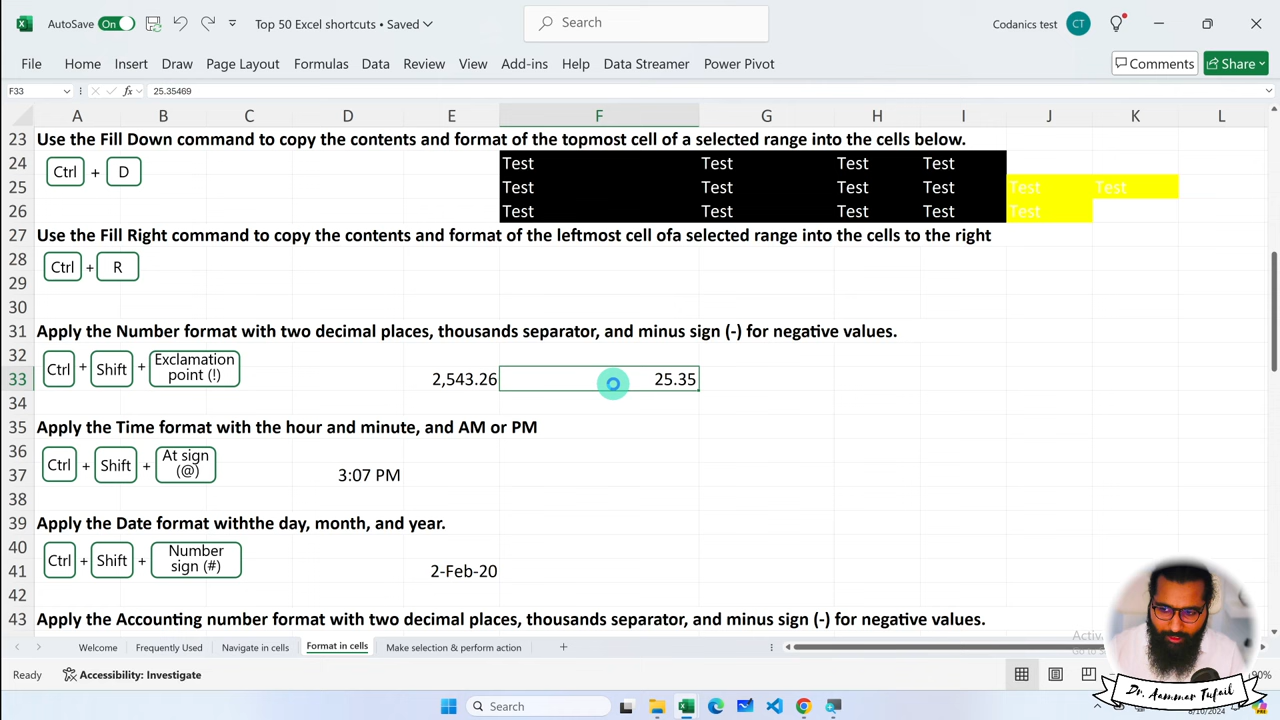 AutoSave On Top 50 Excel shortcuts • Saved Search Codanics test CT
File Home Insert Draw Page Layout Formulas Data Review View Add-ins Help Data Streamer Power Pivot Comments Share
F33 fx 25.35469
A B C D E F G H I J K L
23 Use the Fill Down command to copy the contents and format of the topmost cell of a selected range into the cells below.
24 Ctrl + D Test Test Test Test
25 Test Test Test Test Test Test
26 Test Test Test Test Test
27 Use the Fill Right command to copy the contents and format of the leftmost cell ofa selected range into the cells to the right
28 Ctrl + R
29
30
31 Apply the Number format with two decimal places, thousands separator, and minus sign (-) for negative values.
32 Ctrl + Shift + Exclamation point (!)
33 2,543.26 25.35
34
35 Apply the Time format with the hour and minute, and AM or PM
36 Ctrl + Shift + At sign (@)
37 3:07 PM
38
39 Apply the Date format withthe day, month, and year.
40 Ctrl + Shift + Number sign (#)
41 2-Feb-20
42
43 Apply the Accounting number format with two decimal places, thousands separator, and minus sign (-) for negative values.
Welcome Frequently Used Navigate in cells Format in cells Make selection & perform action
Ready Accessibility: Investigate 90%
Search
Dr. Aammar Tufail
8/10/2024